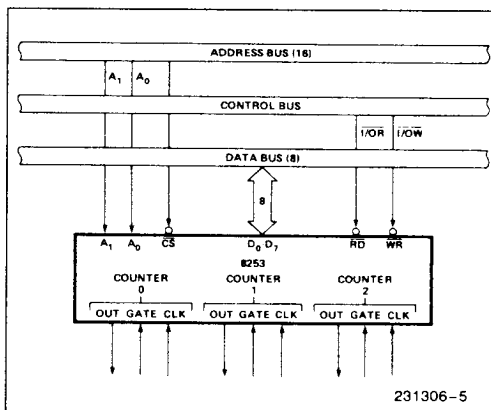 ADDRESS BUS (16)
A1 A0
CONTROL BUS
I/OR I/OW
DATA BUS (8)
8
A1 A0 CS D0 D7 RD WR
8253
COUNTER 0 COUNTER 1 COUNTER 2
OUT GATE CLK OUT GATE CLK OUT GATE CLK
231306-5